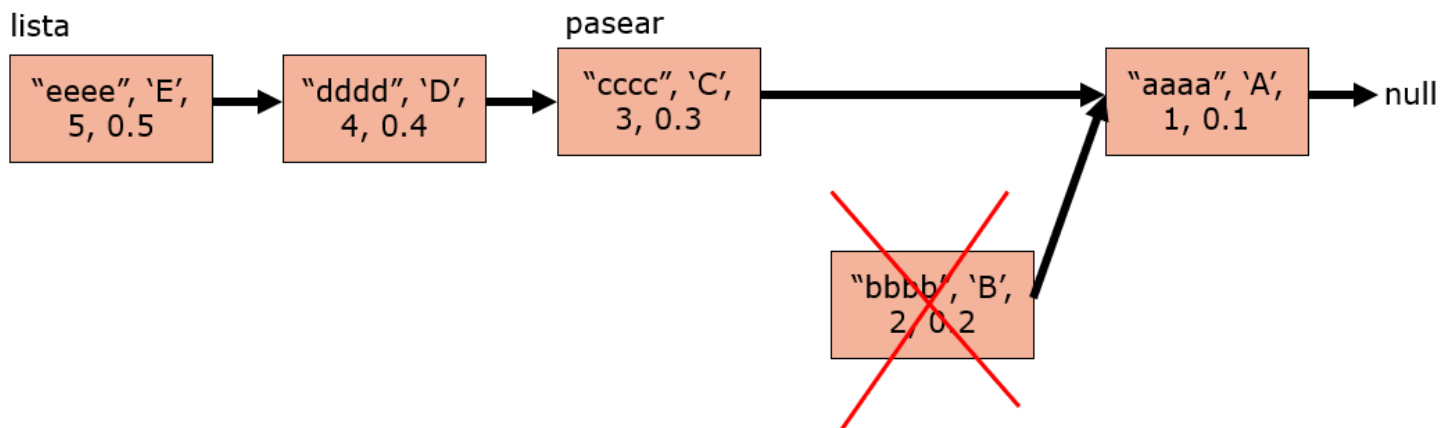 lista
pasear
“eeee”, ‘E’,
5, 0.5
“dddd”, ‘D’,
4, 0.4
“cccc”, ‘C’,
3, 0.3
“aaaa”, ‘A’,
1, 0.1
null
“bbbb”, ‘B’,
2, 0.2